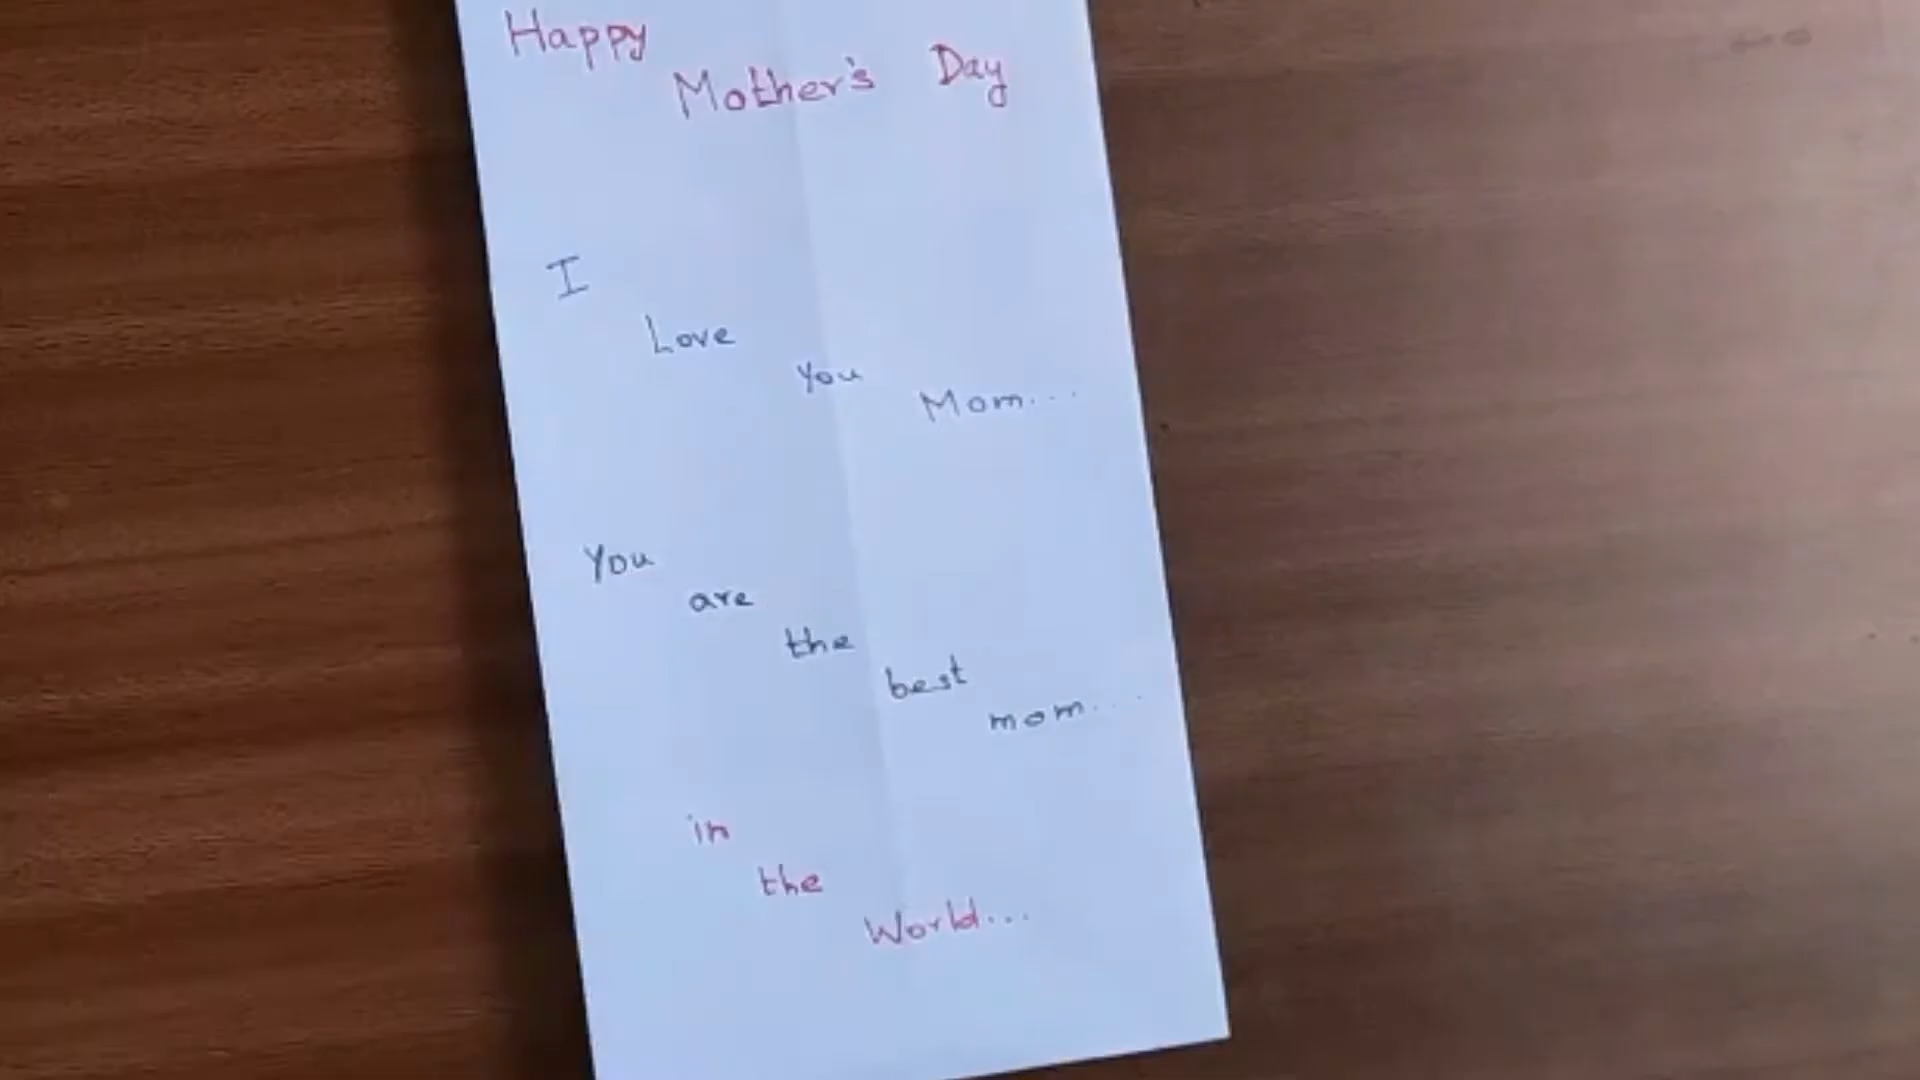 Happy Mother's Day
I Love You Mom...
You are the best mom....
in the World...